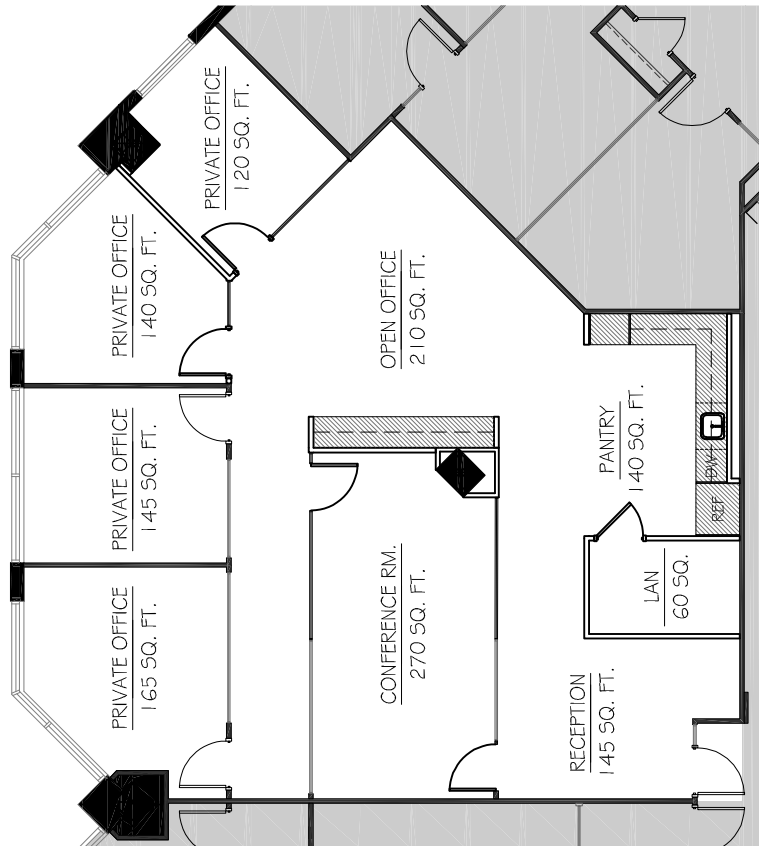 PRIVATE OFFICE
120 SQ. FT.
PRIVATE OFFICE
140 SQ. FT.
OPEN OFFICE
210 SQ. FT.
PRIVATE OFFICE
145 SQ. FT.
PANTRY
140 SQ. FT.
DW
REF
PRIVATE OFFICE
165 SQ. FT.
CONFERENCE RM.
270 SQ. FT.
LAN
60 SQ.
RECEPTION
145 SQ. FT.